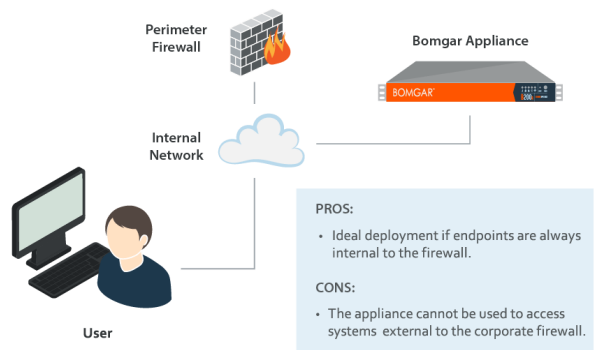 Perimeter
Firewall
Bomgar Appliance
BOMGAR
200
Internal
Network
User
PROS:
• Ideal deployment if endpoints are always
internal to the firewall.
CONS:
• The appliance cannot be used to access
systems external to the corporate firewall.